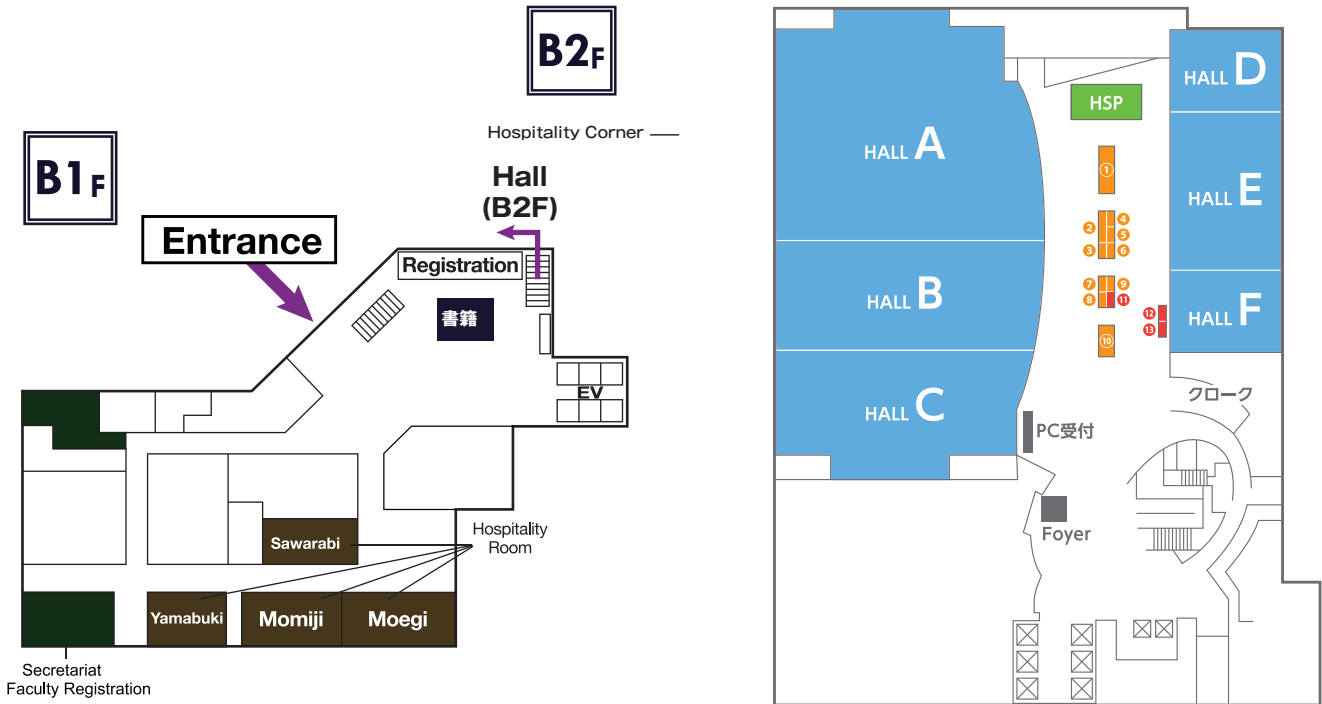 B1F
Entrance
Registration
書籍
Hall
(B2F)
EV
Sawarabi
Hospitality
Room
Yamabuki
Momiji
Moegi
Secretariat
Faculty Registration
B2F
Hospitality Corner
HALL A
HALL B
HALL C
HALL D
HALL E
HALL F
HSP
①
② ④
⑤
③ ⑥
⑦ ⑨
⑧ ⑪
⑫
⑬
⑩
クローク
PC受付
Foyer